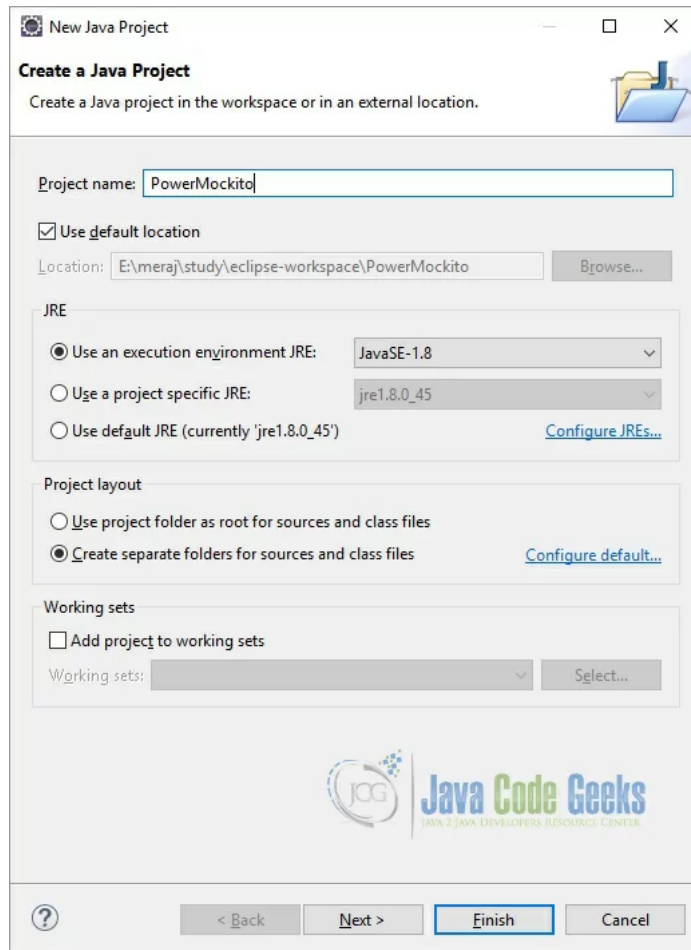 New Java Project
Create a Java Project
Create a Java project in the workspace or in an external location.
Project name: PowerMockito
Use default location
Location: E:\meraj\study\eclipse-workspace\PowerMockito Browse...
JRE
Use an execution environment JRE: JavaSE-1.8
Use a project specific JRE: jre1.8.0_45
Use default JRE (currently 'jre1.8.0_45') Configure JREs...
Project layout
Use project folder as root for sources and class files
Create separate folders for sources and class files Configure default...
Working sets
Add project to working sets
Working sets: Select...
JCG Java Code Geeks
JAVA 2 JAVA DEVELOPERS RESOURCE CENTER
? < Back Next > Finish Cancel